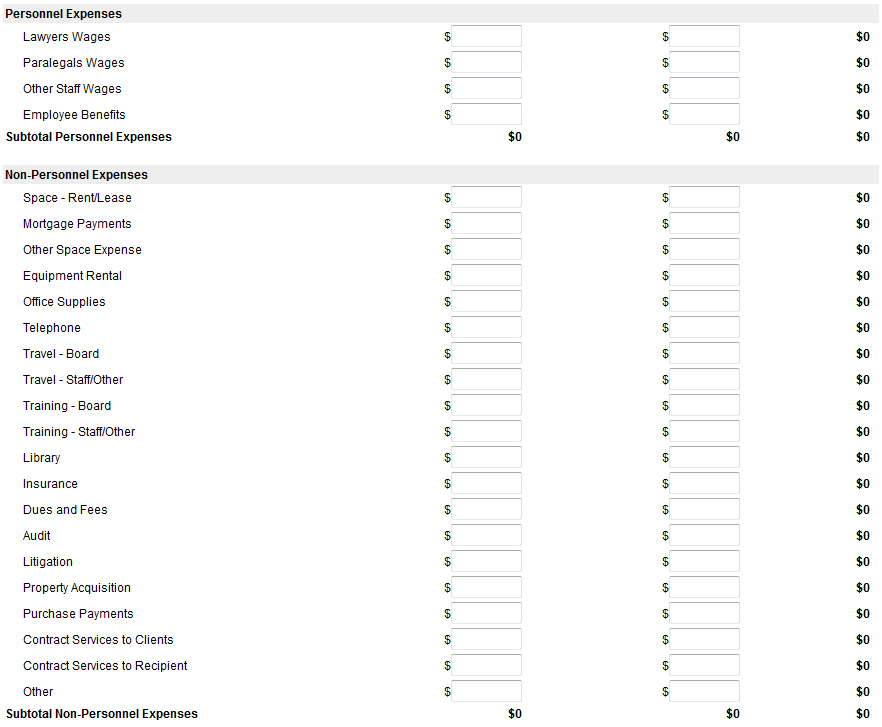 Personnel Expenses
Lawyers Wages $ $ $0
Paralegals Wages $ $ $0
Other Staff Wages $ $ $0
Employee Benefits $ $ $0
Subtotal Personnel Expenses $0 $0 $0
Non-Personnel Expenses
Space - Rent/Lease $ $ $0
Mortgage Payments $ $ $0
Other Space Expense $ $ $0
Equipment Rental $ $ $0
Office Supplies $ $ $0
Telephone $ $ $0
Travel - Board $ $ $0
Travel - Staff/Other $ $ $0
Training - Board $ $ $0
Training - Staff/Other $ $ $0
Library $ $ $0
Insurance $ $ $0
Dues and Fees $ $ $0
Audit $ $ $0
Litigation $ $ $0
Property Acquisition $ $ $0
Purchase Payments $ $ $0
Contract Services to Clients $ $ $0
Contract Services to Recipient $ $ $0
Other $ $ $0
Subtotal Non-Personnel Expenses $0 $0 $0